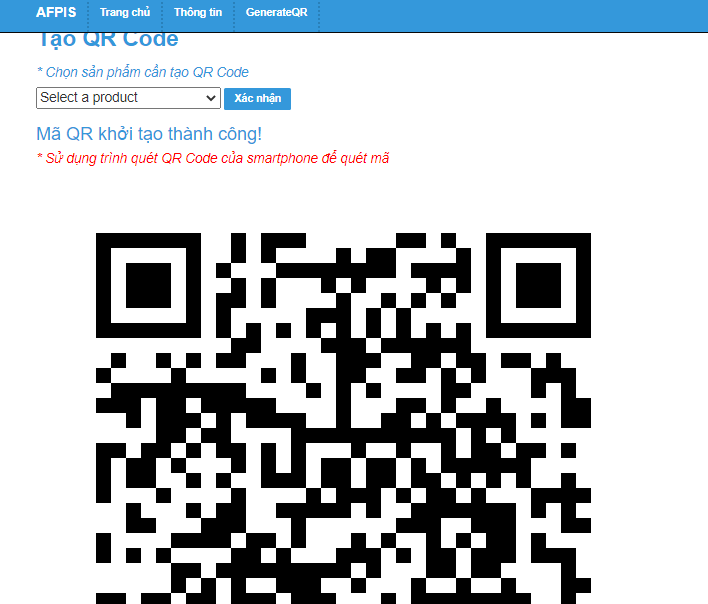 AFPIS Trang chủ Thông tin GenerateQR
Tạo QR Code
* Chọn sản phẩm cần tạo QR Code
Select a product Xác nhận
Mã QR khởi tạo thành công!
* Sử dụng trình quét QR Code của smartphone để quét mã